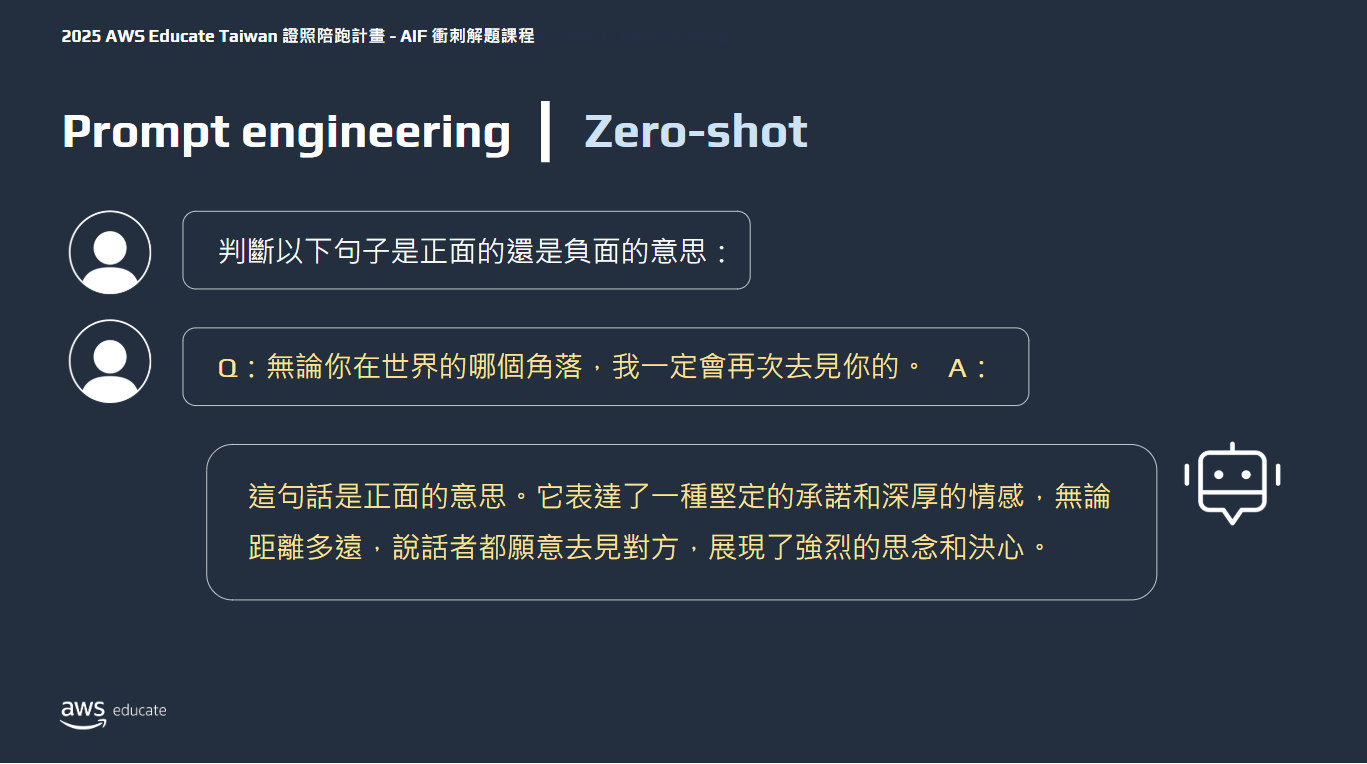 2025 AWS Educate Taiwan 證照陪跑計畫 - AIF 衝刺解題課程
Prompt engineering | Zero-shot
判斷以下句子是正面的還是負面的意思：
Q：無論你在世界的哪個角落，我一定會再次去見你的。 A：
這句話是正面的意思。它表達了一種堅定的承諾和深厚的情感，無論
距離多遠，說話者都願意去見對方，展現了強烈的思念和決心。
aws educate